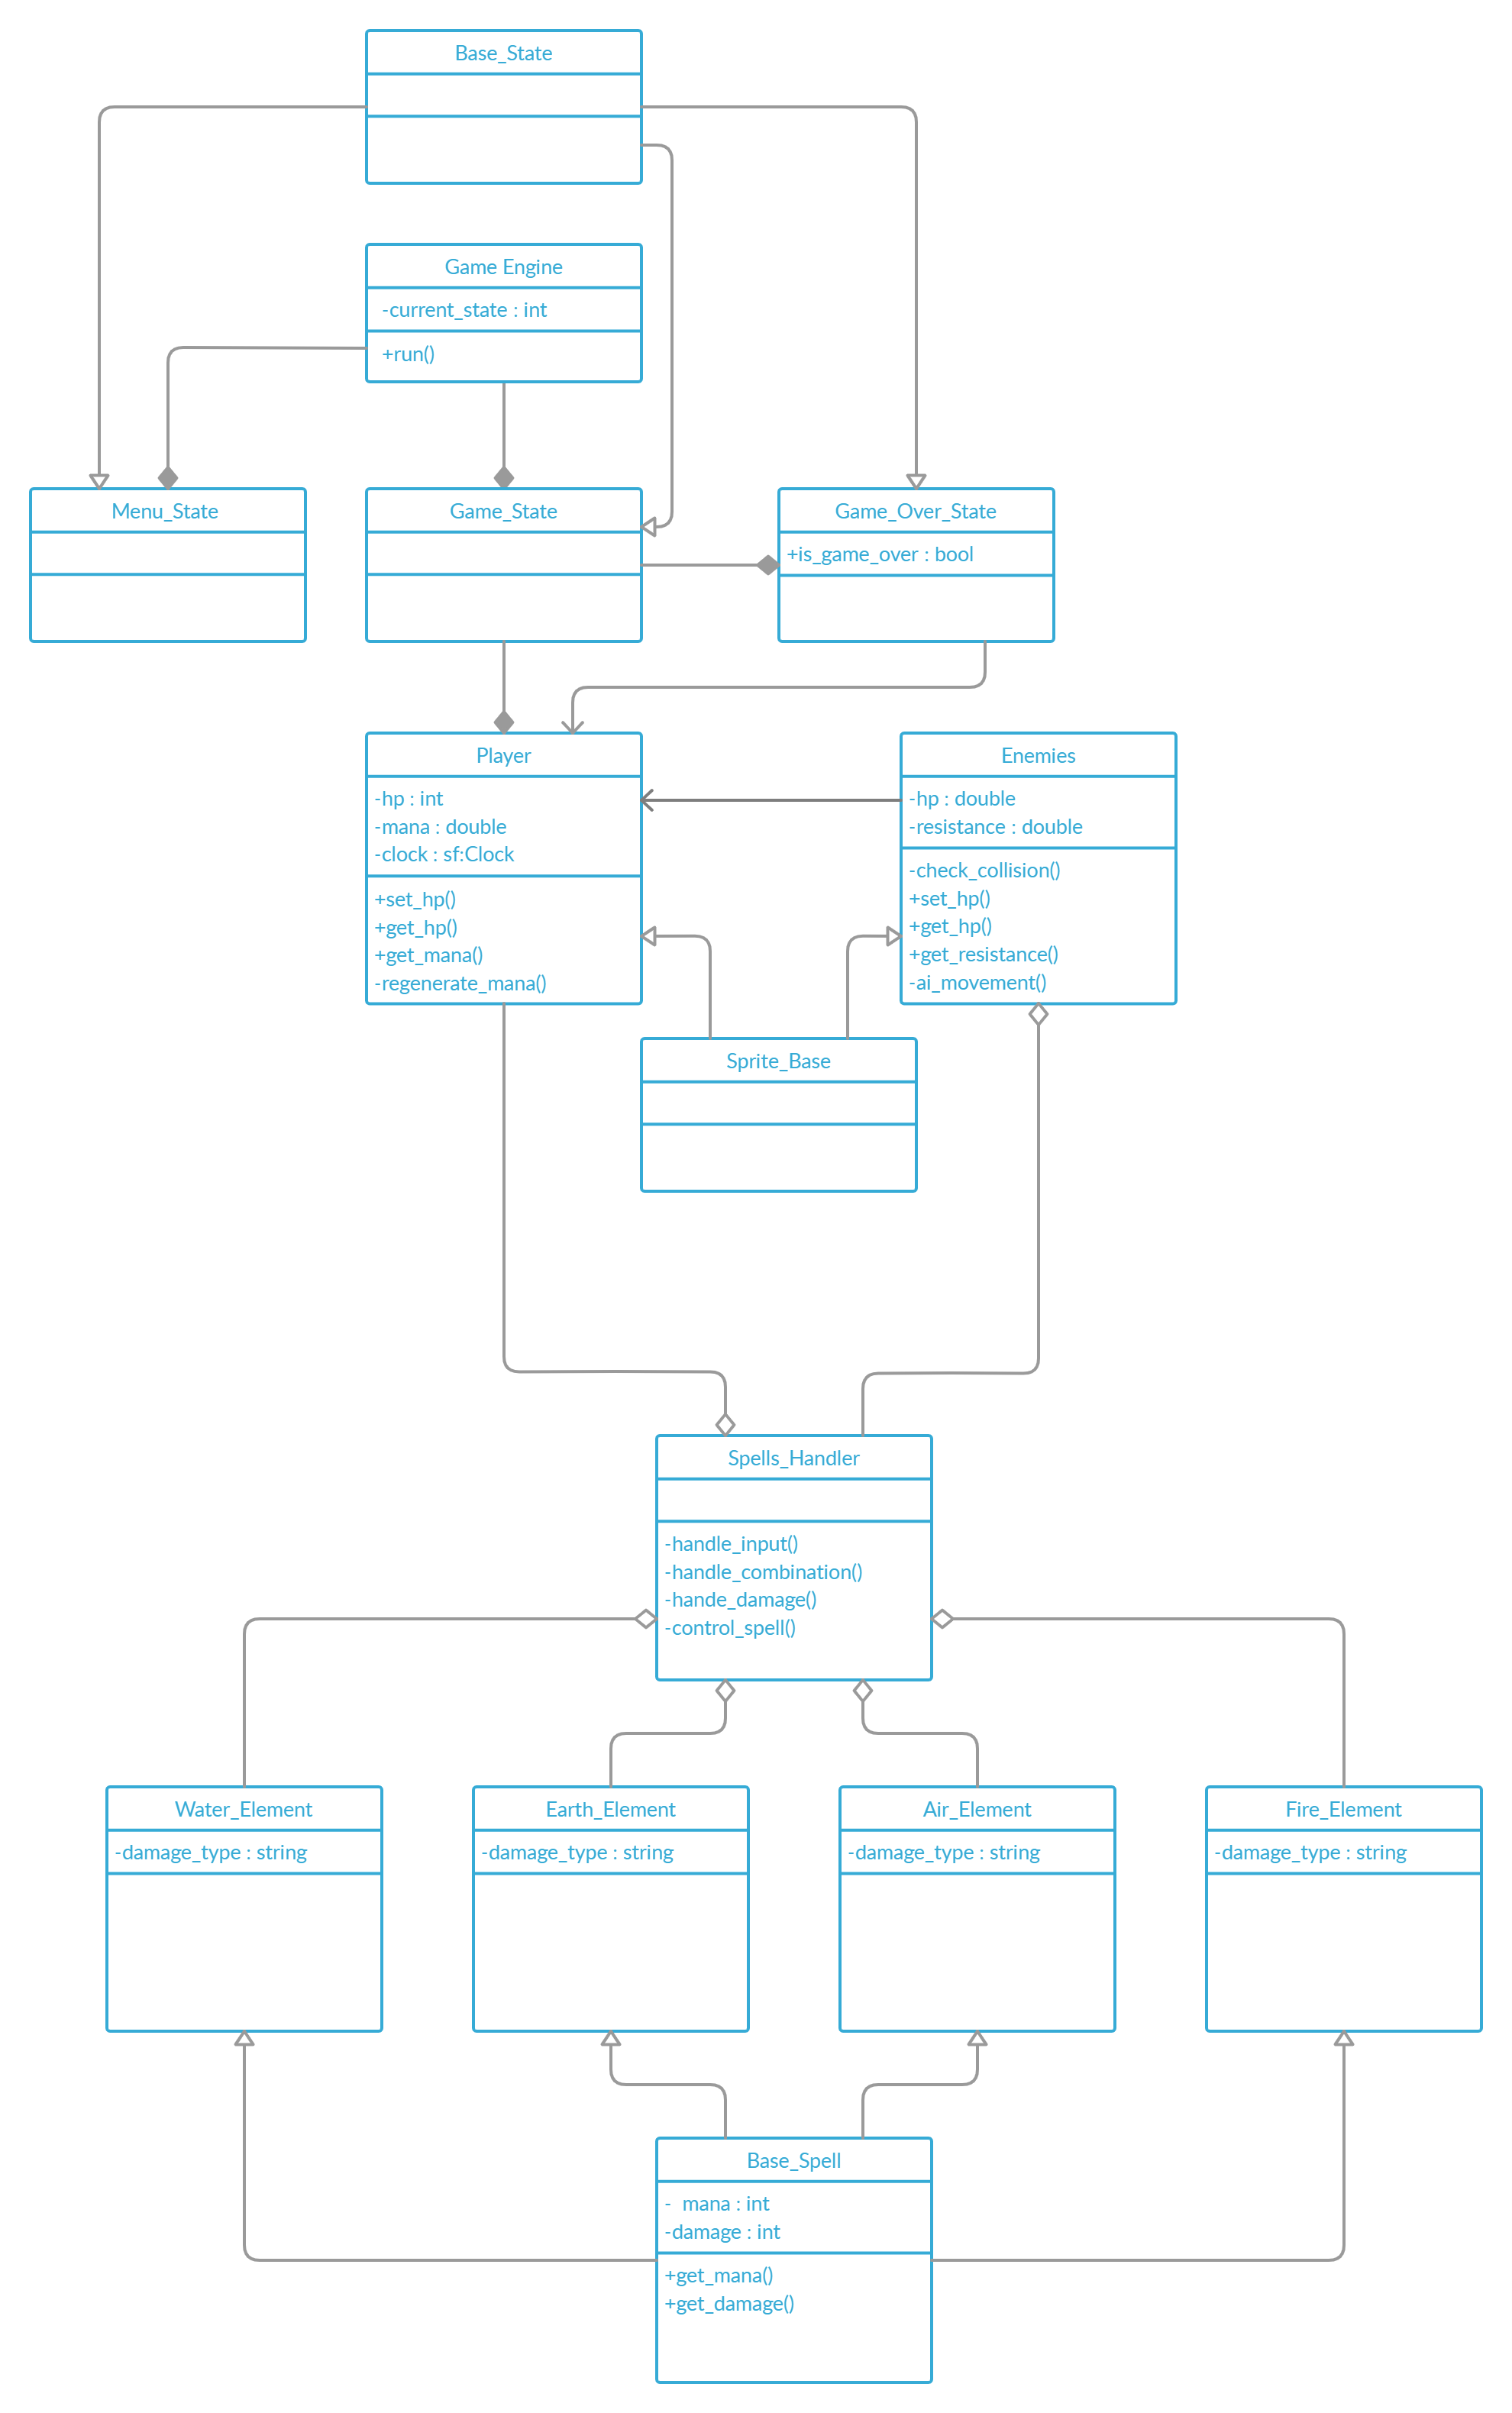 Base_State
Game Engine
-current_state : int
+run()
Menu_State
Game_State
Game_Over_State
+is_game_over : bool
Player
-hp : int
-mana : double
-clock : sf:Clock
+set_hp()
+get_hp()
+get_mana()
-regenerate_mana()
Enemies
-hp : double
-resistance : double
-check_collision()
+set_hp()
+get_hp()
+get_resistance()
-ai_movement()
Sprite_Base
Spells_Handler
-handle_input()
-handle_combination()
-hande_damage()
-control_spell()
Water_Element
-damage_type : string
Earth_Element
-damage_type : string
Air_Element
-damage_type : string
Fire_Element
-damage_type : string
Base_Spell
-  mana : int
-damage : int
+get_mana()
+get_damage()